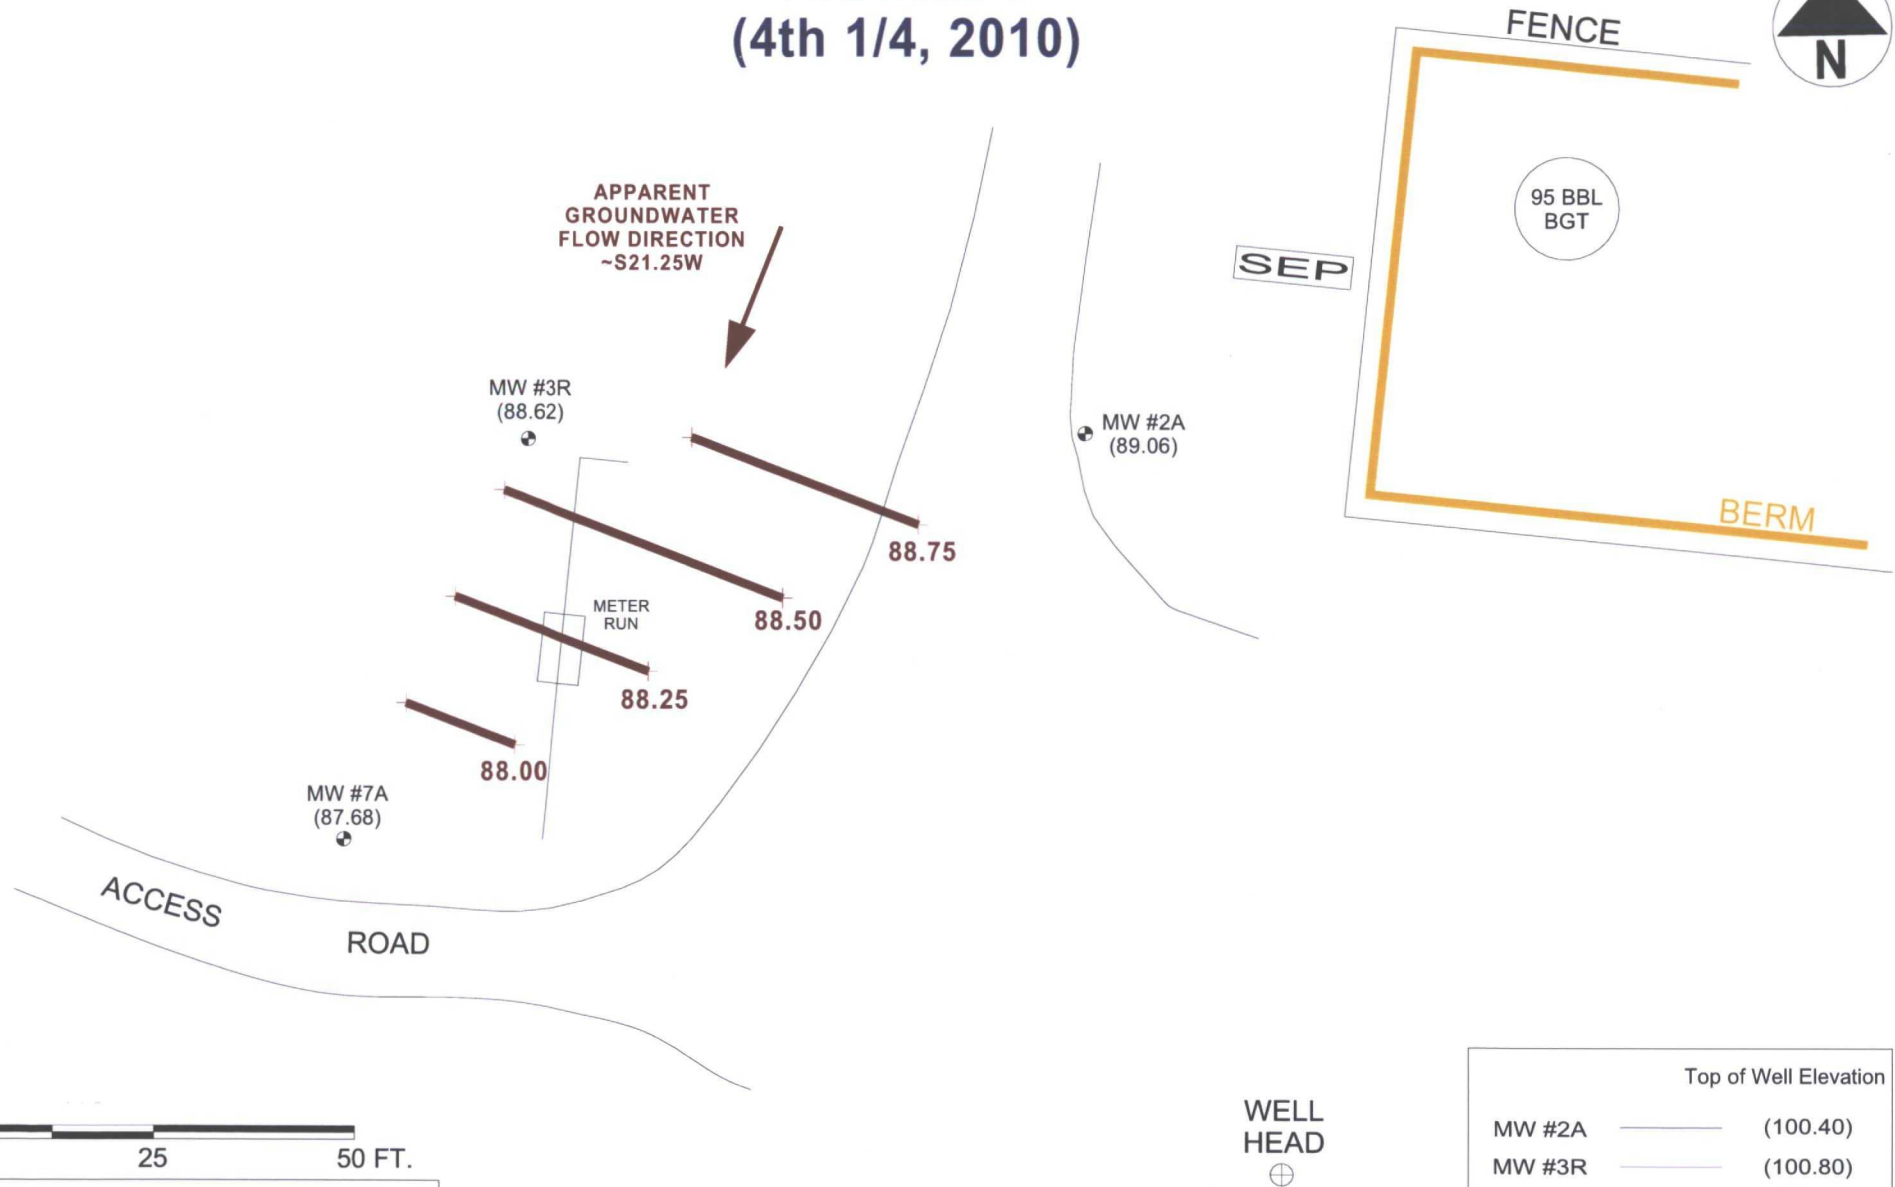 (4th 1/4, 2010)
FENCE
N
APPARENT
GROUNDWATER
FLOW DIRECTION
~S21.25W
95 BBL
BGT
SEP
MW #3R
(88.62)
MW #2A
(89.06)
BERM
88.75
METER
RUN
88.50
88.25
88.00
MW #7A
(87.68)
ACCESS
ROAD
25 50 FT.
WELL
HEAD
Top of Well Elevation
MW #2A (100.40)
MW #3R (100.80)